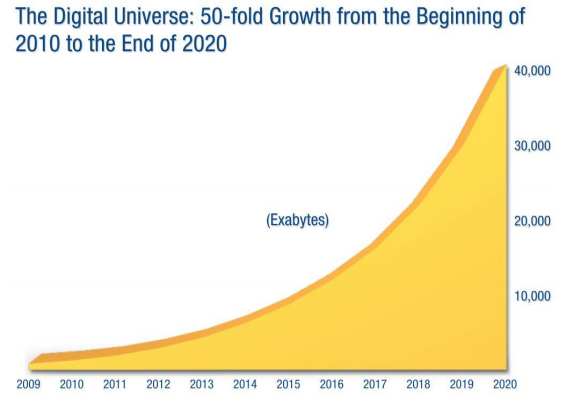 The Digital Universe: 50-fold Growth from the Beginning of
2010 to the End of 2020
40,000
30,000
(Exabytes)
20,000
10,000
2009 2010 2011 2012 2013 2014 2015 2016 2017 2018 2019 2020